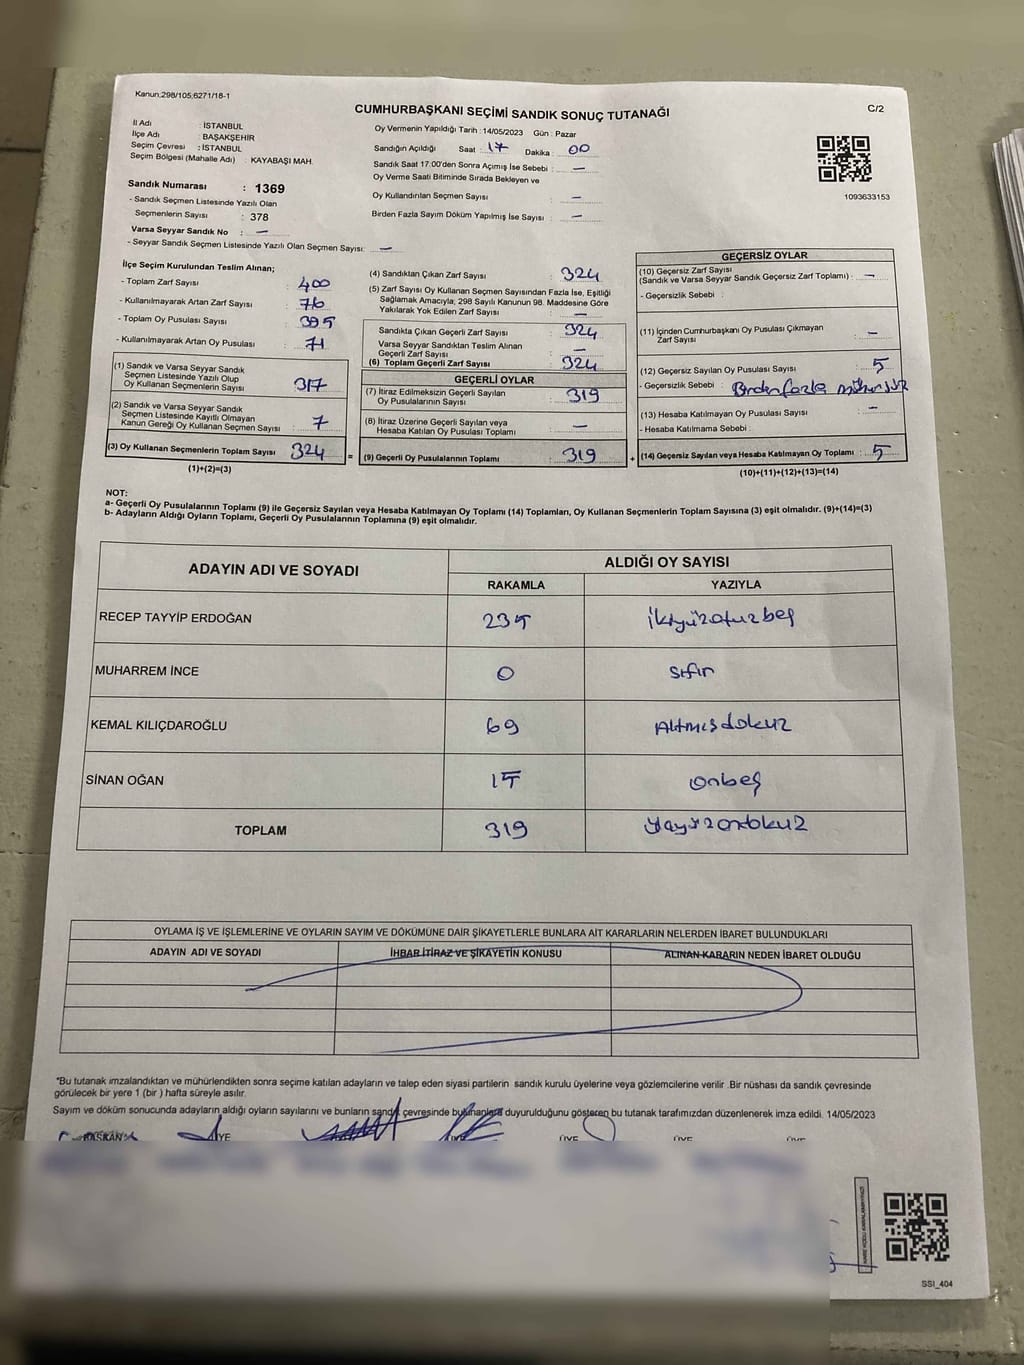 Kanun:298/105;6271/18-1
C/2
CUMHURBAŞKANI SEÇİMİ SANDIK SONUÇ TUTANAĞI
İl Adı : İSTANBUL
İlçe Adı : BAŞAKŞEHİR
Seçim Çevresi : İSTANBUL
Seçim Bölgesi (Mahalle Adı) : KAYABAŞI MAH.
Sandık Numarası : 1369
- Sandık Seçmen Listesinde Yazılı Olan
Seçmenlerin Sayısı : 378
Varsa Seyyar Sandık No : —
- Seyyar Sandık Seçmen Listesinde Yazılı Olan Seçmen Sayısı: —
Oy Vermenin Yapıldığı Tarih : 14/05/2023 Gün : Pazar
Sandığın Açıldığı Saat : 17 Dakika : 00
Sandık Saat 17:00'den Sonra Açımış İse Sebebi : —
Oy Verme Saati Bitiminde Sırada Bekleyen ve
Oy Kullandırılan Seçmen Sayısı : —
Birden Fazla Sayım Döküm Yapılmış İse Sayısı : —
1093633153
İlçe Seçim Kurulundan Teslim Alınan;
- Toplam Zarf Sayısı : 400
- Kullanılmayarak Artan Zarf Sayısı : 76
- Toplam Oy Pusulası Sayısı : 395
- Kullanılmayarak Artan Oy Pusulası : 71
(1) Sandık ve Varsa Seyyar Sandık
Seçmen Listesinde Yazılı Olup
Oy Kullanan Seçmenlerin Sayısı : 317
(2) Sandık ve Varsa Seyyar Sandık
Seçmen Listesinde Kayıtlı Olmayan
Kanun Gereği Oy Kullanan Seçmen Sayısı : 7
(3) Oy Kullanan Seçmenlerin Toplam Sayısı 324 =
(1)+(2)=(3)
(4) Sandıktan Çıkan Zarf Sayısı : 324
(5) Zarf Sayısı Oy Kullanan Seçmen Sayısından Fazla İse, Eşitliği
Sağlamak Amacıyla; 298 Sayılı Kanunun 98. Maddesine Göre
Yakılarak Yok Edilen Zarf Sayısı : —
Sandıkta Çıkan Geçerli Zarf Sayısı : 324
Varsa Seyyar Sandıktan Teslim Alınan
Geçerli Zarf Sayısı : —
(6) Toplam Geçerli Zarf Sayısı : 324
GEÇERLİ OYLAR
(7) İtiraz Edilmeksizin Geçerli Sayılan
Oy Pusulalarının Sayısı : 319
(8) İtiraz Üzerine Geçerli Sayılan veya
Hesaba Katılan Oy Pusulası Toplamı : —
(9) Geçerli Oy Pusulalarının Toplamı : 319 +
GEÇERSİZ OYLAR
(10) Geçersiz Zarf Sayısı
(Sandık ve Varsa Seyyar Sandık Geçersiz Zarf Toplamı) : —
- Geçersizlik Sebebi :
(11) İçinden Cumhurbaşkanı Oy Pusulası Çıkmayan
Zarf Sayısı : —
(12) Geçersiz Sayılan Oy Pusulası Sayısı : 5
- Geçersizlik Sebebi : Birden fazla mühürlük
(13) Hesaba Katılmayan Oy Pusulası Sayısı : —
- Hesaba Katılmama Sebebi :
(14) Geçersiz Sayılan veya Hesaba Katılmayan Oy Toplamı : 5
(10)+(11)+(12)+(13)=(14)
NOT:
a- Geçerli Oy Pusulalarının Toplamı (9) ile Geçersiz Sayılan veya Hesaba Katılmayan Oy Toplamı (14) Toplamları, Oy Kullanan Seçmenlerin Toplam Sayısına (3) eşit olmalıdır. (9)+(14)=(3)
b- Adayların Aldığı Oyların Toplamı, Geçerli Oy Pusulalarının Toplamına (9) eşit olmalıdır.
ADAYIN ADI VE SOYADI ALDIĞI OY SAYISI
RAKAMLA YAZIYLA
RECEP TAYYİP ERDOĞAN 235 ikiyüzotuzbeş
MUHARREM İNCE 0 sıfır
KEMAL KILIÇDAROĞLU 69 Altmışdokuz
SİNAN OĞAN 15 onbeş
TOPLAM 319 üçyüzondokuz
OYLAMA İŞ VE İŞLEMLERİNE VE OYLARIN SAYIM VE DÖKÜMÜNE DAİR ŞİKAYETLERLE BUNLARA AİT KARARLARIN NELERDEN İBARET BULUNDUKLARI
ADAYIN ADI VE SOYADI İHBAR İTİRAZ VE ŞİKAYETİN KONUSU ALINAN KARARIN NEDEN İBARET OLDUĞU
*Bu tutanak imzalandıktan ve mühürlendikten sonra seçime katılan adayların ve talep eden siyasi partilerin sandık kurulu üyelerine veya gözlemcilerine verilir .Bir nüshası da sandık çevresinde
görülecek bir yere 1 (bir ) hafta süreyle asılır.
Sayım ve döküm sonucunda adayların aldığı oyların sayılarını ve bunların sandık çevresinde bulunanlara duyurulduğunu gösteren bu tutanak tarafımızdan düzenlenerek imza edildi. 14/05/2023
BAŞKAN ÜYE ÜYE ÜYE ÜYE ÜYE
SSI_404